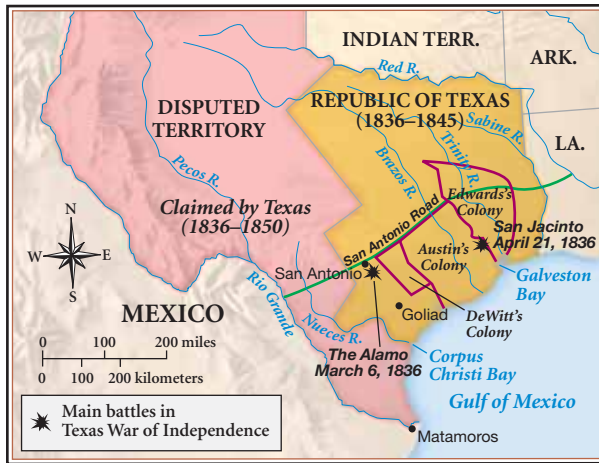 INDIAN TERR.
ARK.
Red R.
DISPUTED
TERRITORY
REPUBLIC OF TEXAS
(1836–1845)
Sabine R.
LA.
Trinity R.
Brazos R.
Pecos R.
Edwards's
Colony
Claimed by Texas
(1836–1850)
San Antonio Road
San Jacinto
April 21, 1836
N
W
E
S
Austin's
Colony
San Antonio
Galveston
Bay
MEXICO
Rio Grande
Goliad
DeWitt's
Colony
Nueces R.
0 100 200 miles
0 100 200 kilometers
The Alamo
March 6, 1836
Corpus
Christi Bay
Gulf of Mexico
Main battles in
Texas War of Independence
Matamoros